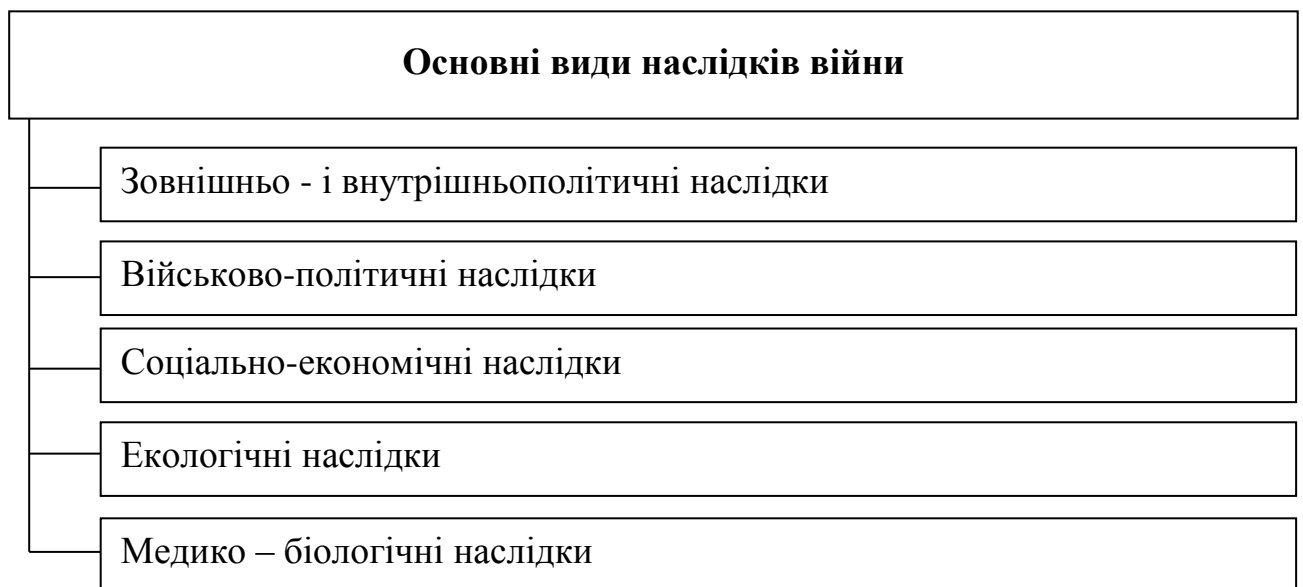 Основні види наслідків війни
Зовнішньо - і внутрішньополітичні наслідки
Військово-політичні наслідки
Соціально-економічні наслідки
Екологічні наслідки
Медико – біологічні наслідки